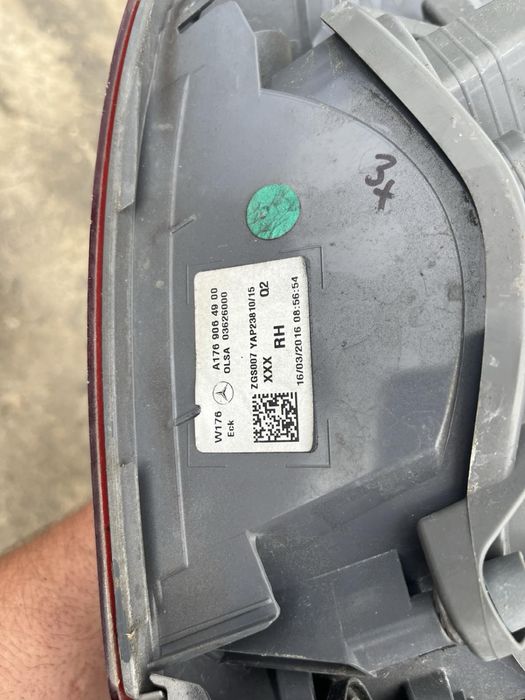 W176 A176 906 49 00
Eck OLSA 03626000
ZGS007 YAP23810/15
XXX RH 02
16/03/2016 08:56:54